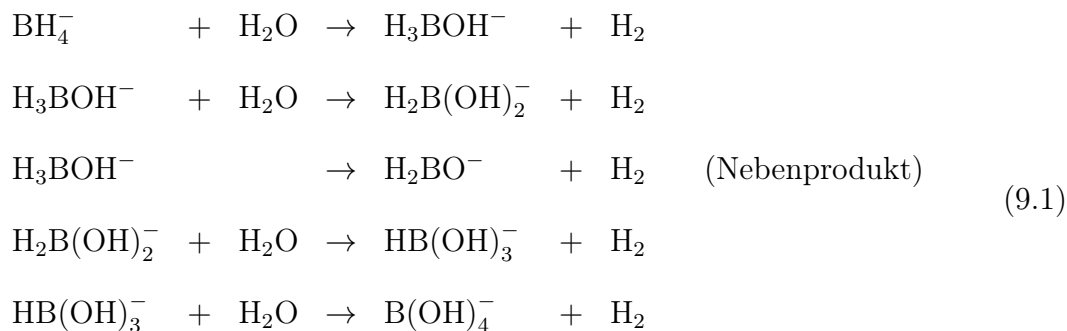 BH₄⁻ + H₂O → H₃BOH⁻ + H₂
H₃BOH⁻ + H₂O → H₂B(OH)₂⁻ + H₂
H₃BOH⁻ → H₂BO⁻ + H₂ (Nebenprodukt)
(9.1)
H₂B(OH)₂⁻ + H₂O → HB(OH)₃⁻ + H₂
HB(OH)₃⁻ + H₂O → B(OH)₄⁻ + H₂